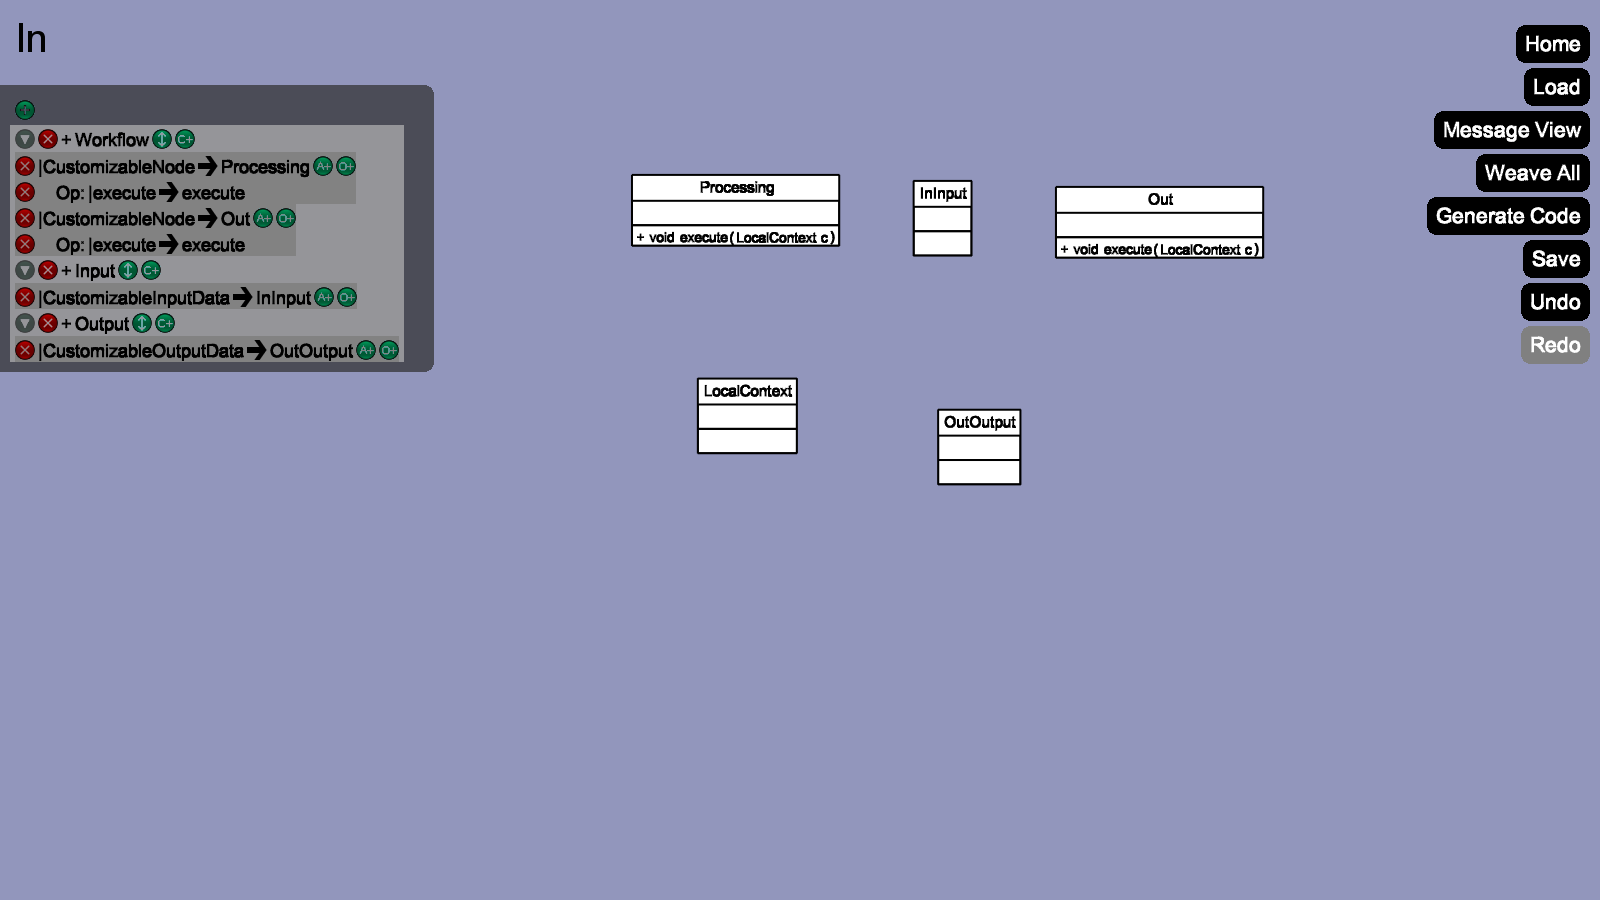 In
+ Workflow C+
|CustomizableNode Processing A+ O+
Op: |execute execute
|CustomizableNode Out A+ O+
Op: |execute execute
+ Input C+
|CustomizableInputData InInput A+ O+
+ Output C+
|CustomizableOutputData OutOutput A+ O+
Processing
+ void execute(LocalContext c)
InInput
Out
+ void execute(LocalContext c)
LocalContext
OutOutput
Home
Load
Message View
Weave All
Generate Code
Save
Undo
Redo